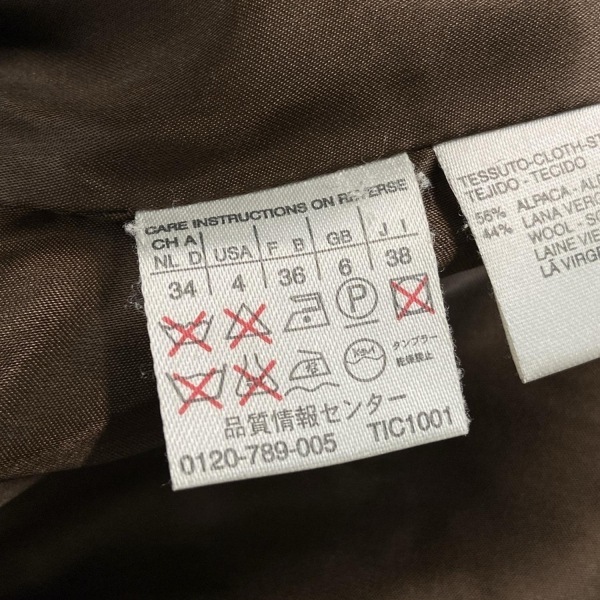 CARE INSTRUCTIONS ON REVERSE
CH A
NL D USA F B GB J I
34 4 36 6 38
P
タンブラー
乾燥禁止
品質情報センター
0120-789-005 TIC1001
TESSUTO-CLOTH-ST
TEJIDO - TECIDO
56% ALPACA - AL
44% LANA VERG
WOOL - S
LAINE VIE
LÃ VIRGE